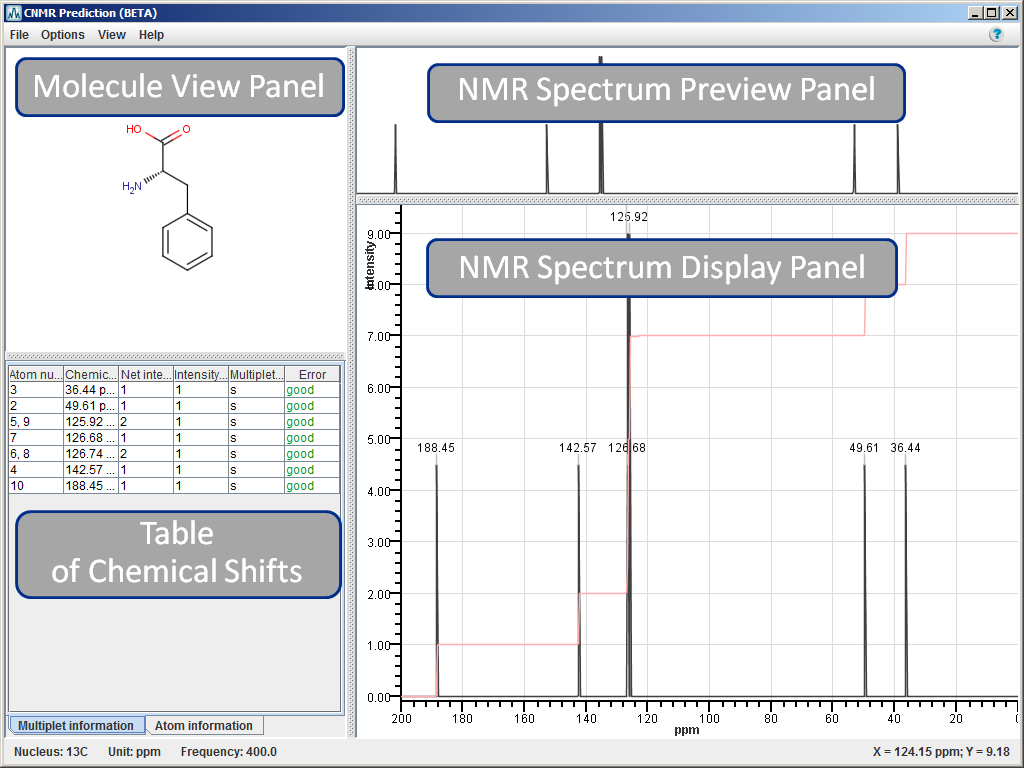 CNMR Prediction (BETA)
File Options View Help
?
Molecule View Panel
HO
O
H2N
NMR Spectrum Preview Panel
Atom nu... Chemic... Net inte... Intensity... Multiplet... Error
3 36.44 p... 1 1 s good
2 49.61 p... 1 1 s good
5, 9 125.92 ... 2 1 s good
7 126.68 ... 1 1 s good
6, 8 126.74 ... 2 1 s good
4 142.57 ... 1 1 s good
10 188.45 ... 1 1 s good
Table
of Chemical Shifts
Multiplet information Atom information
125.92
NMR Spectrum Display Panel
Intensity
9.00
8.00
7.00
6.00
5.00
4.00
3.00
2.00
1.00
0.00
188.45 142.57 126.68 49.61 36.44
200 180 160 140 120 100 80 60 40 20
ppm
Nucleus: 13C Unit: ppm Frequency: 400.0 X = 124.15 ppm; Y = 9.18